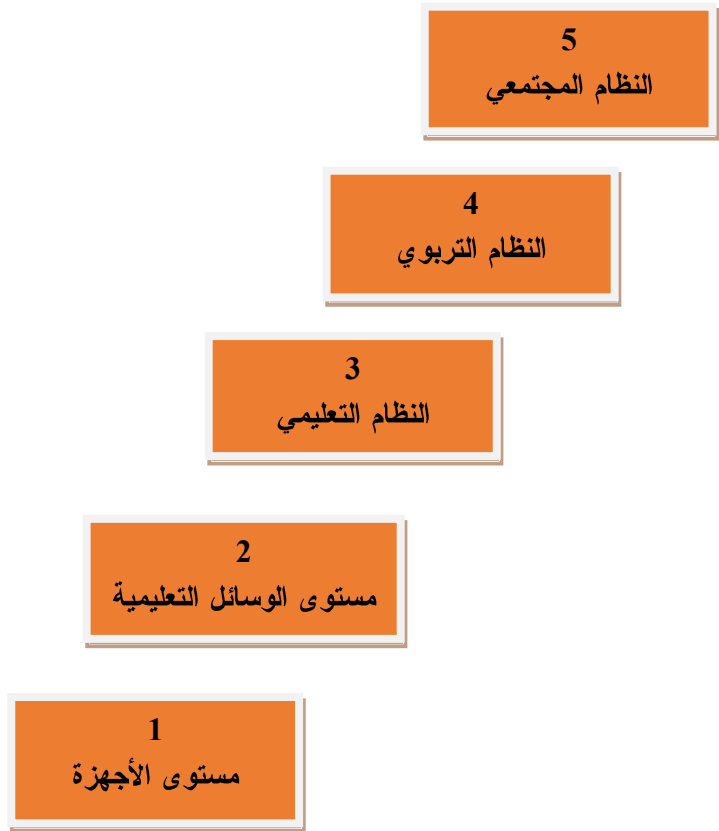 5
النظام المجتمعي
4
النظام التربوي
3
النظام التعليمي
2
مستوى الوسائل التعليمية
1
مستوى الأجهزة